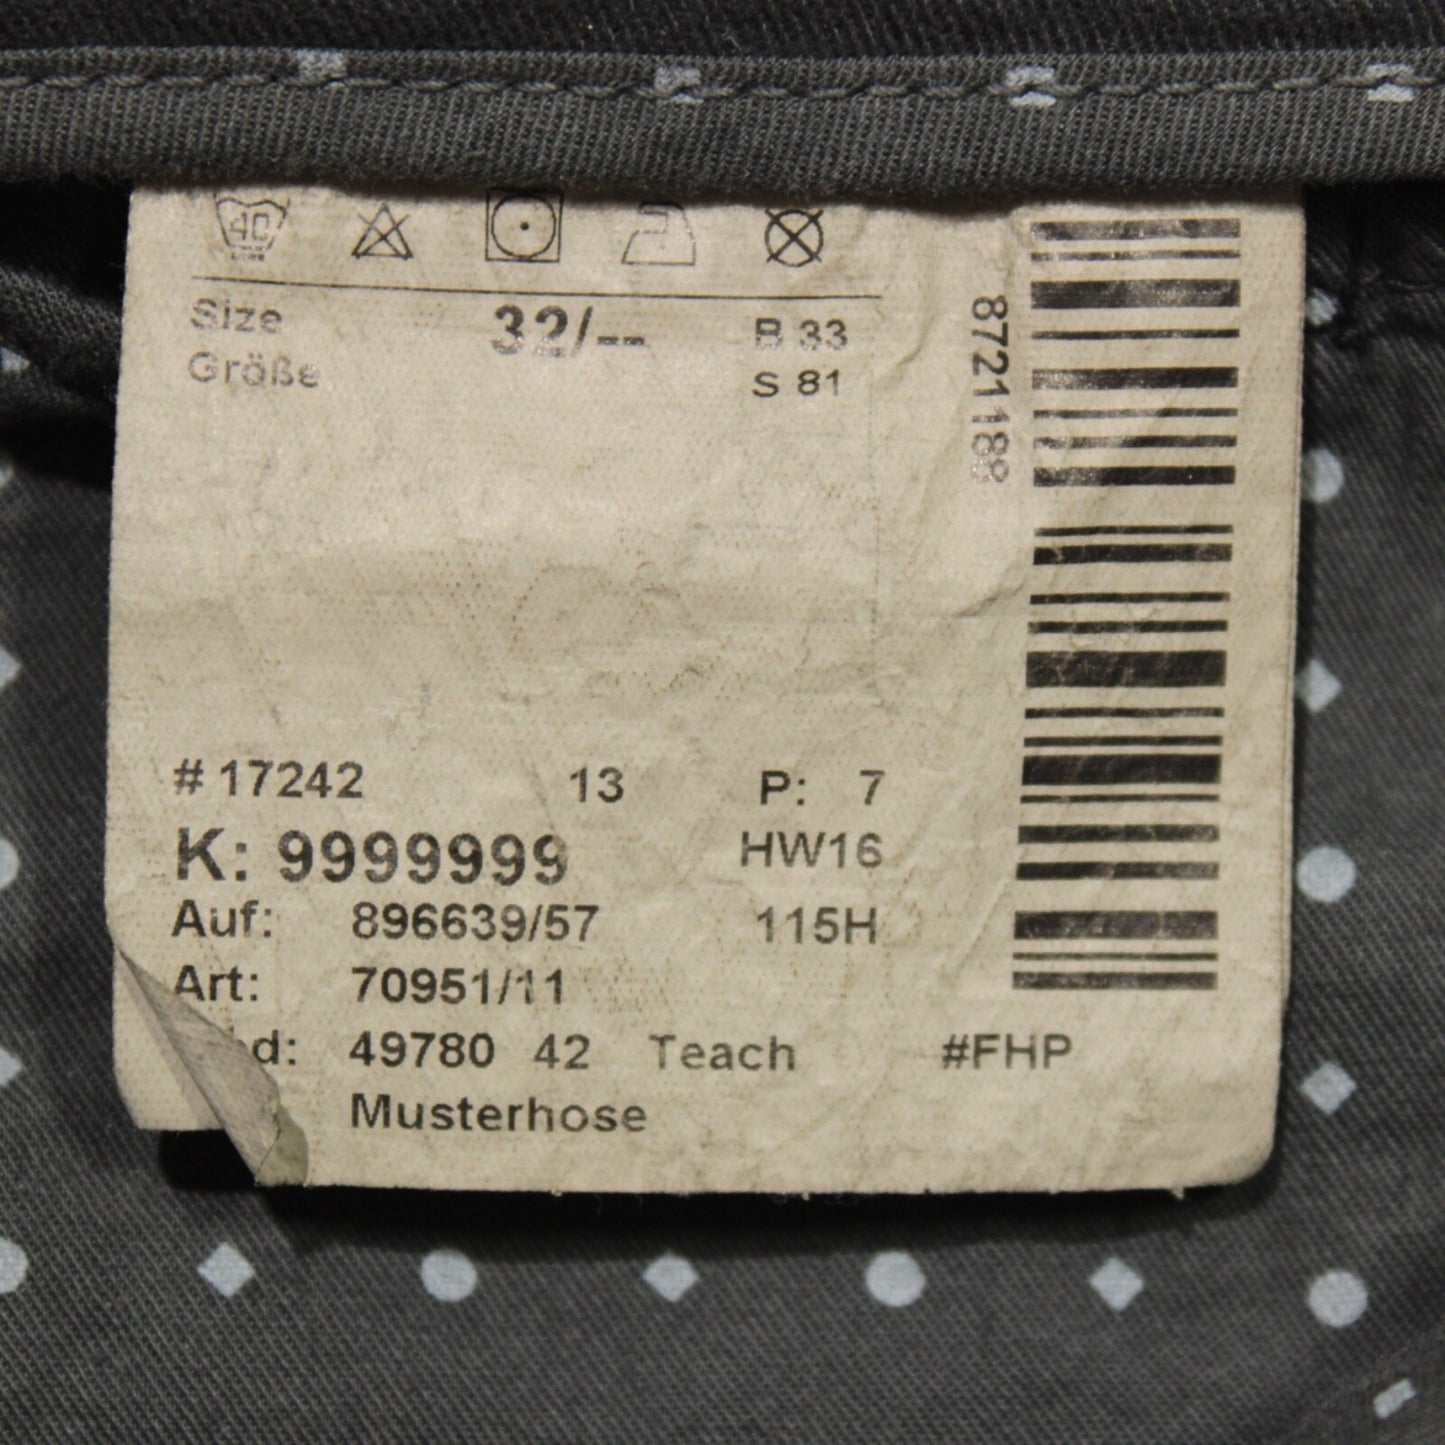 40
Size 32/-- B 33
Größe S 81
8721188
# 17242 13 P: 7
K: 9999999 HW16
Auf: 896639/57 115H
Art: 70951/11
d: 49780 42 Teach #FHP
Musterhose